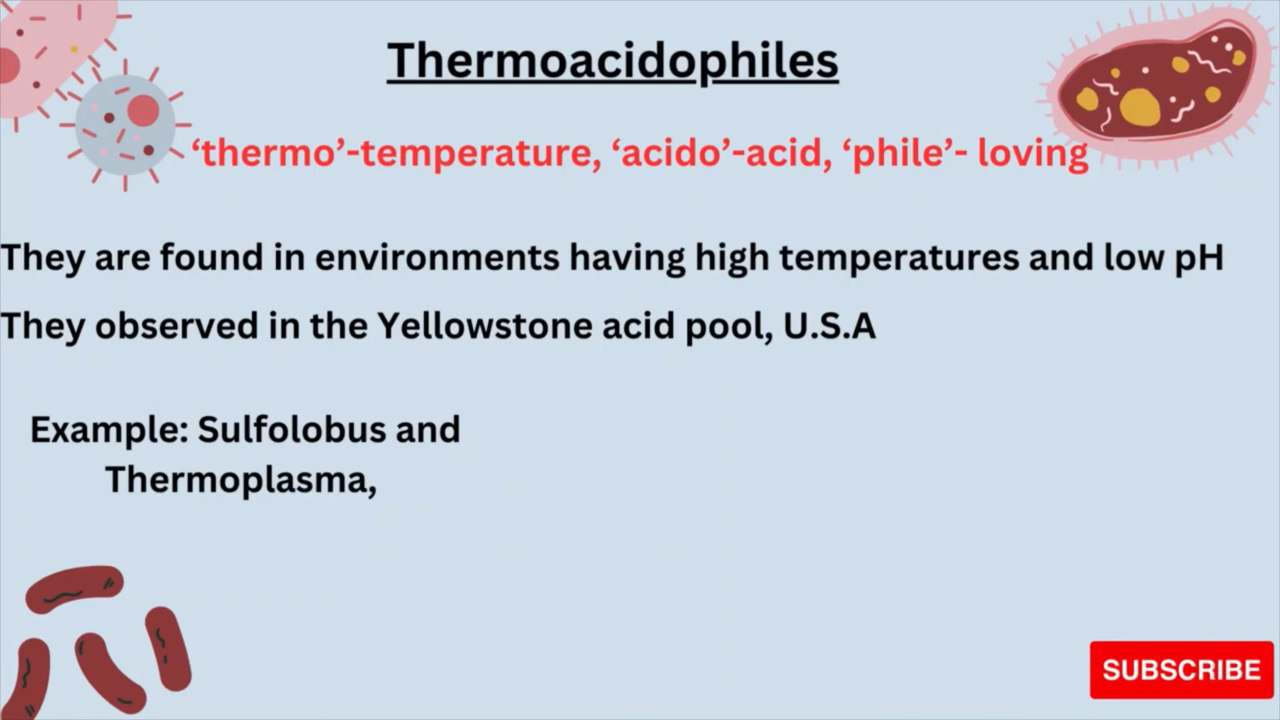 Thermoacidophiles
‘thermo’-temperature, ‘acido’-acid, ‘phile’- loving
They are found in environments having high temperatures and low pH
They observed in the Yellowstone acid pool, U.S.A
Example: Sulfolobus and
Thermoplasma,
SUBSCRIBE